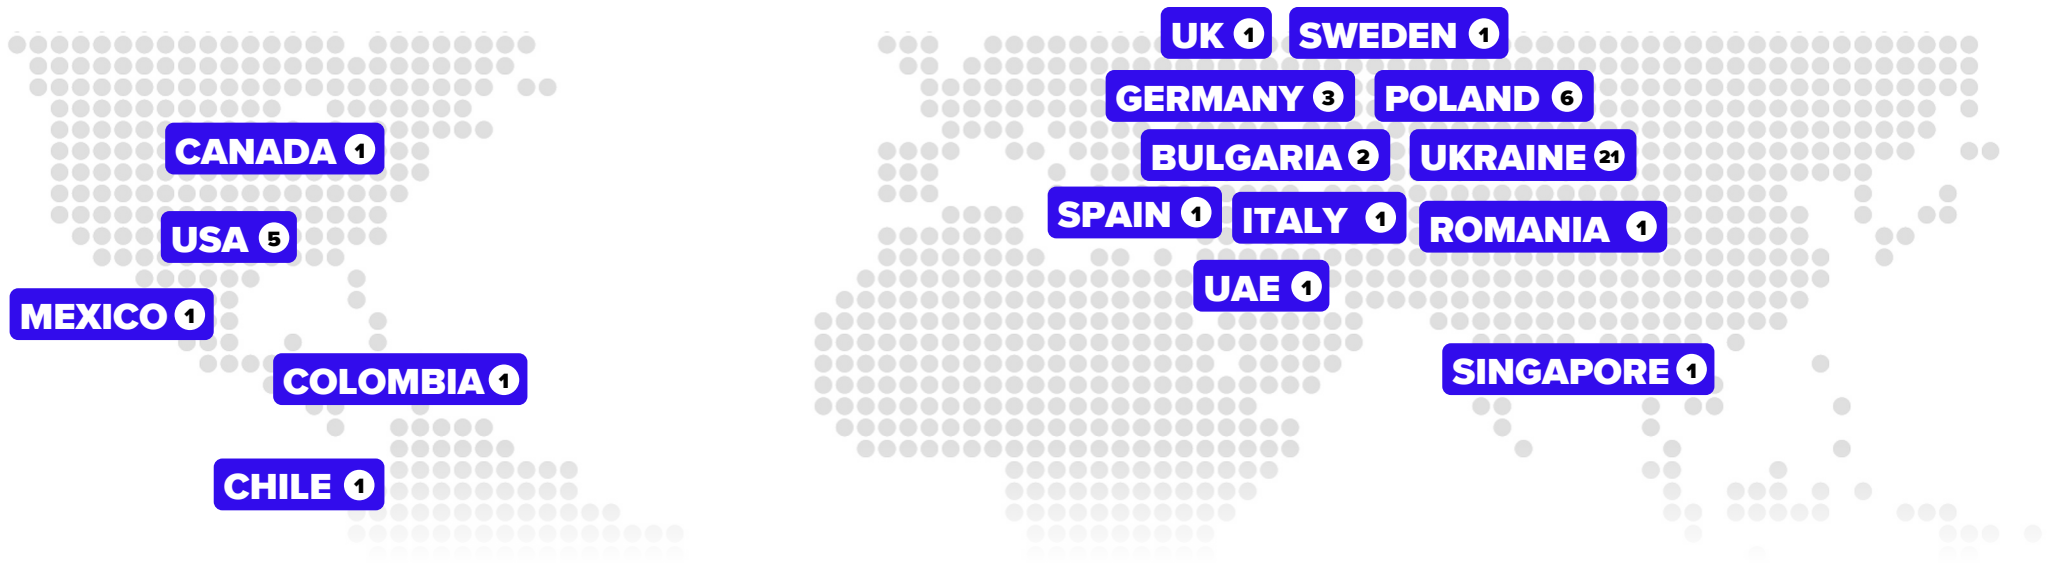 UK 1
SWEDEN 1
GERMANY 3
POLAND 6
CANADA 1
BULGARIA 2
UKRAINE 21
SPAIN 1
ITALY 1
ROMANIA 1
USA 5
UAE 1
MEXICO 1
SINGAPORE 1
COLOMBIA 1
CHILE 1